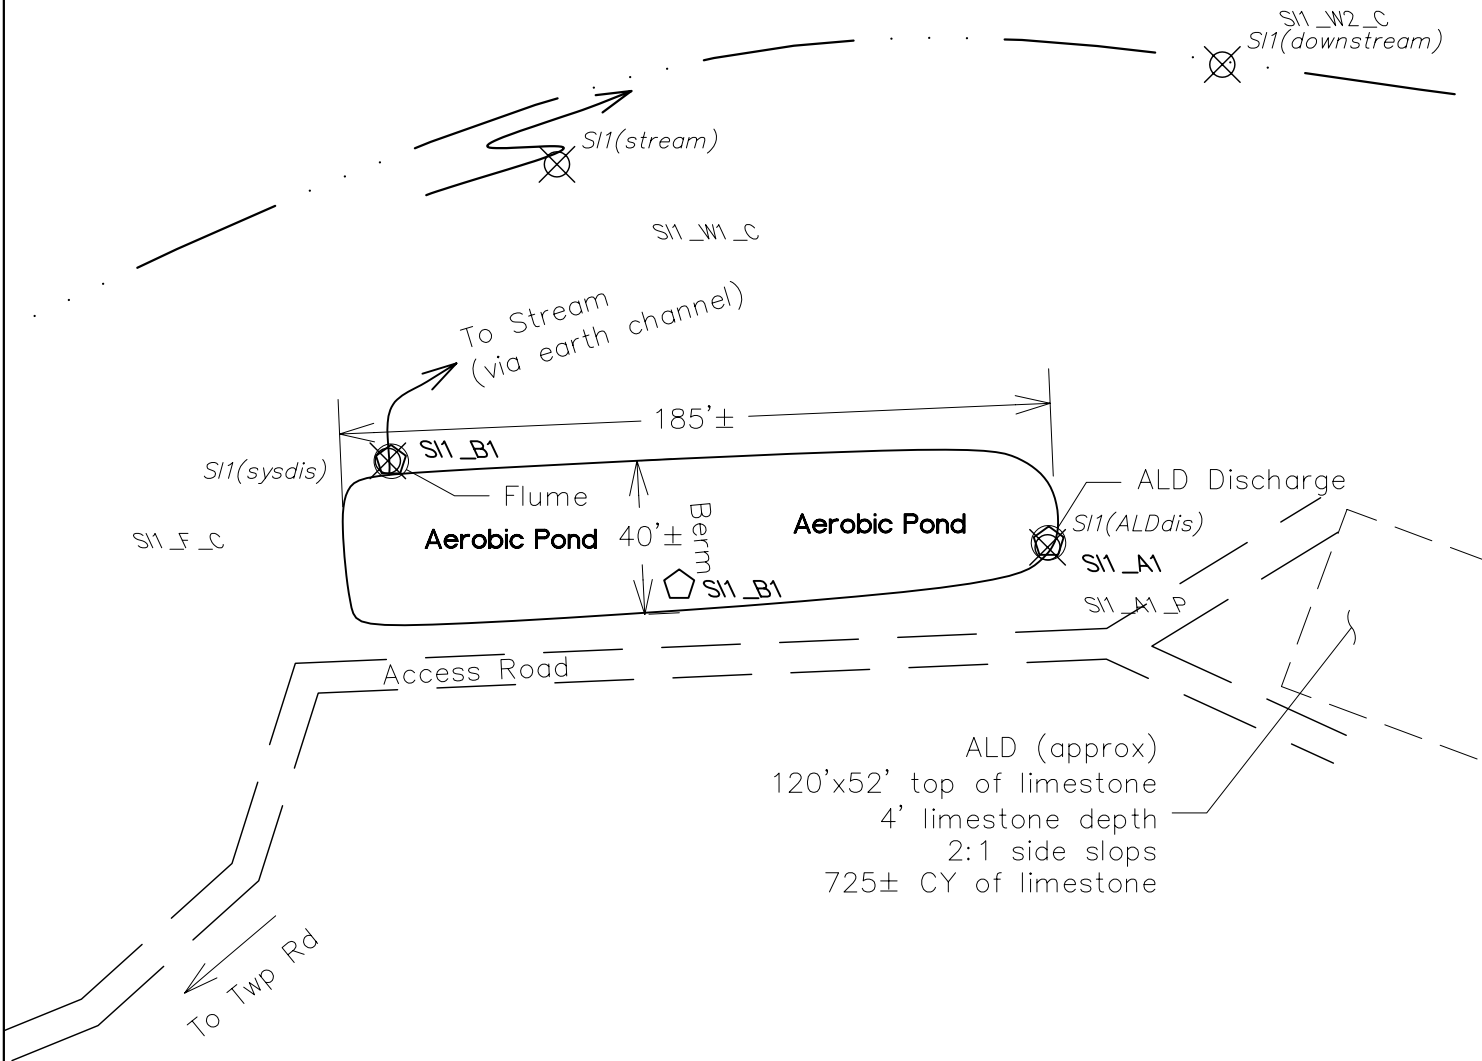 SI1_W2_C
SI1(downstream)
SI1(stream)
SI1_W1_C
To Stream
(via earth channel)
185'±
SI1_B1
SI1(sysdis)
Flume
ALD Discharge
Aerobic Pond
40'±
Berm
Aerobic Pond
SI1(ALDdis)
SI1_F_C
SI1_A1
SI1_B1
SI1_A1_P
Access Road
ALD (approx)
120'x52' top of limestone
4' limestone depth
2:1 side slops
725± CY of limestone
To Twp Rd